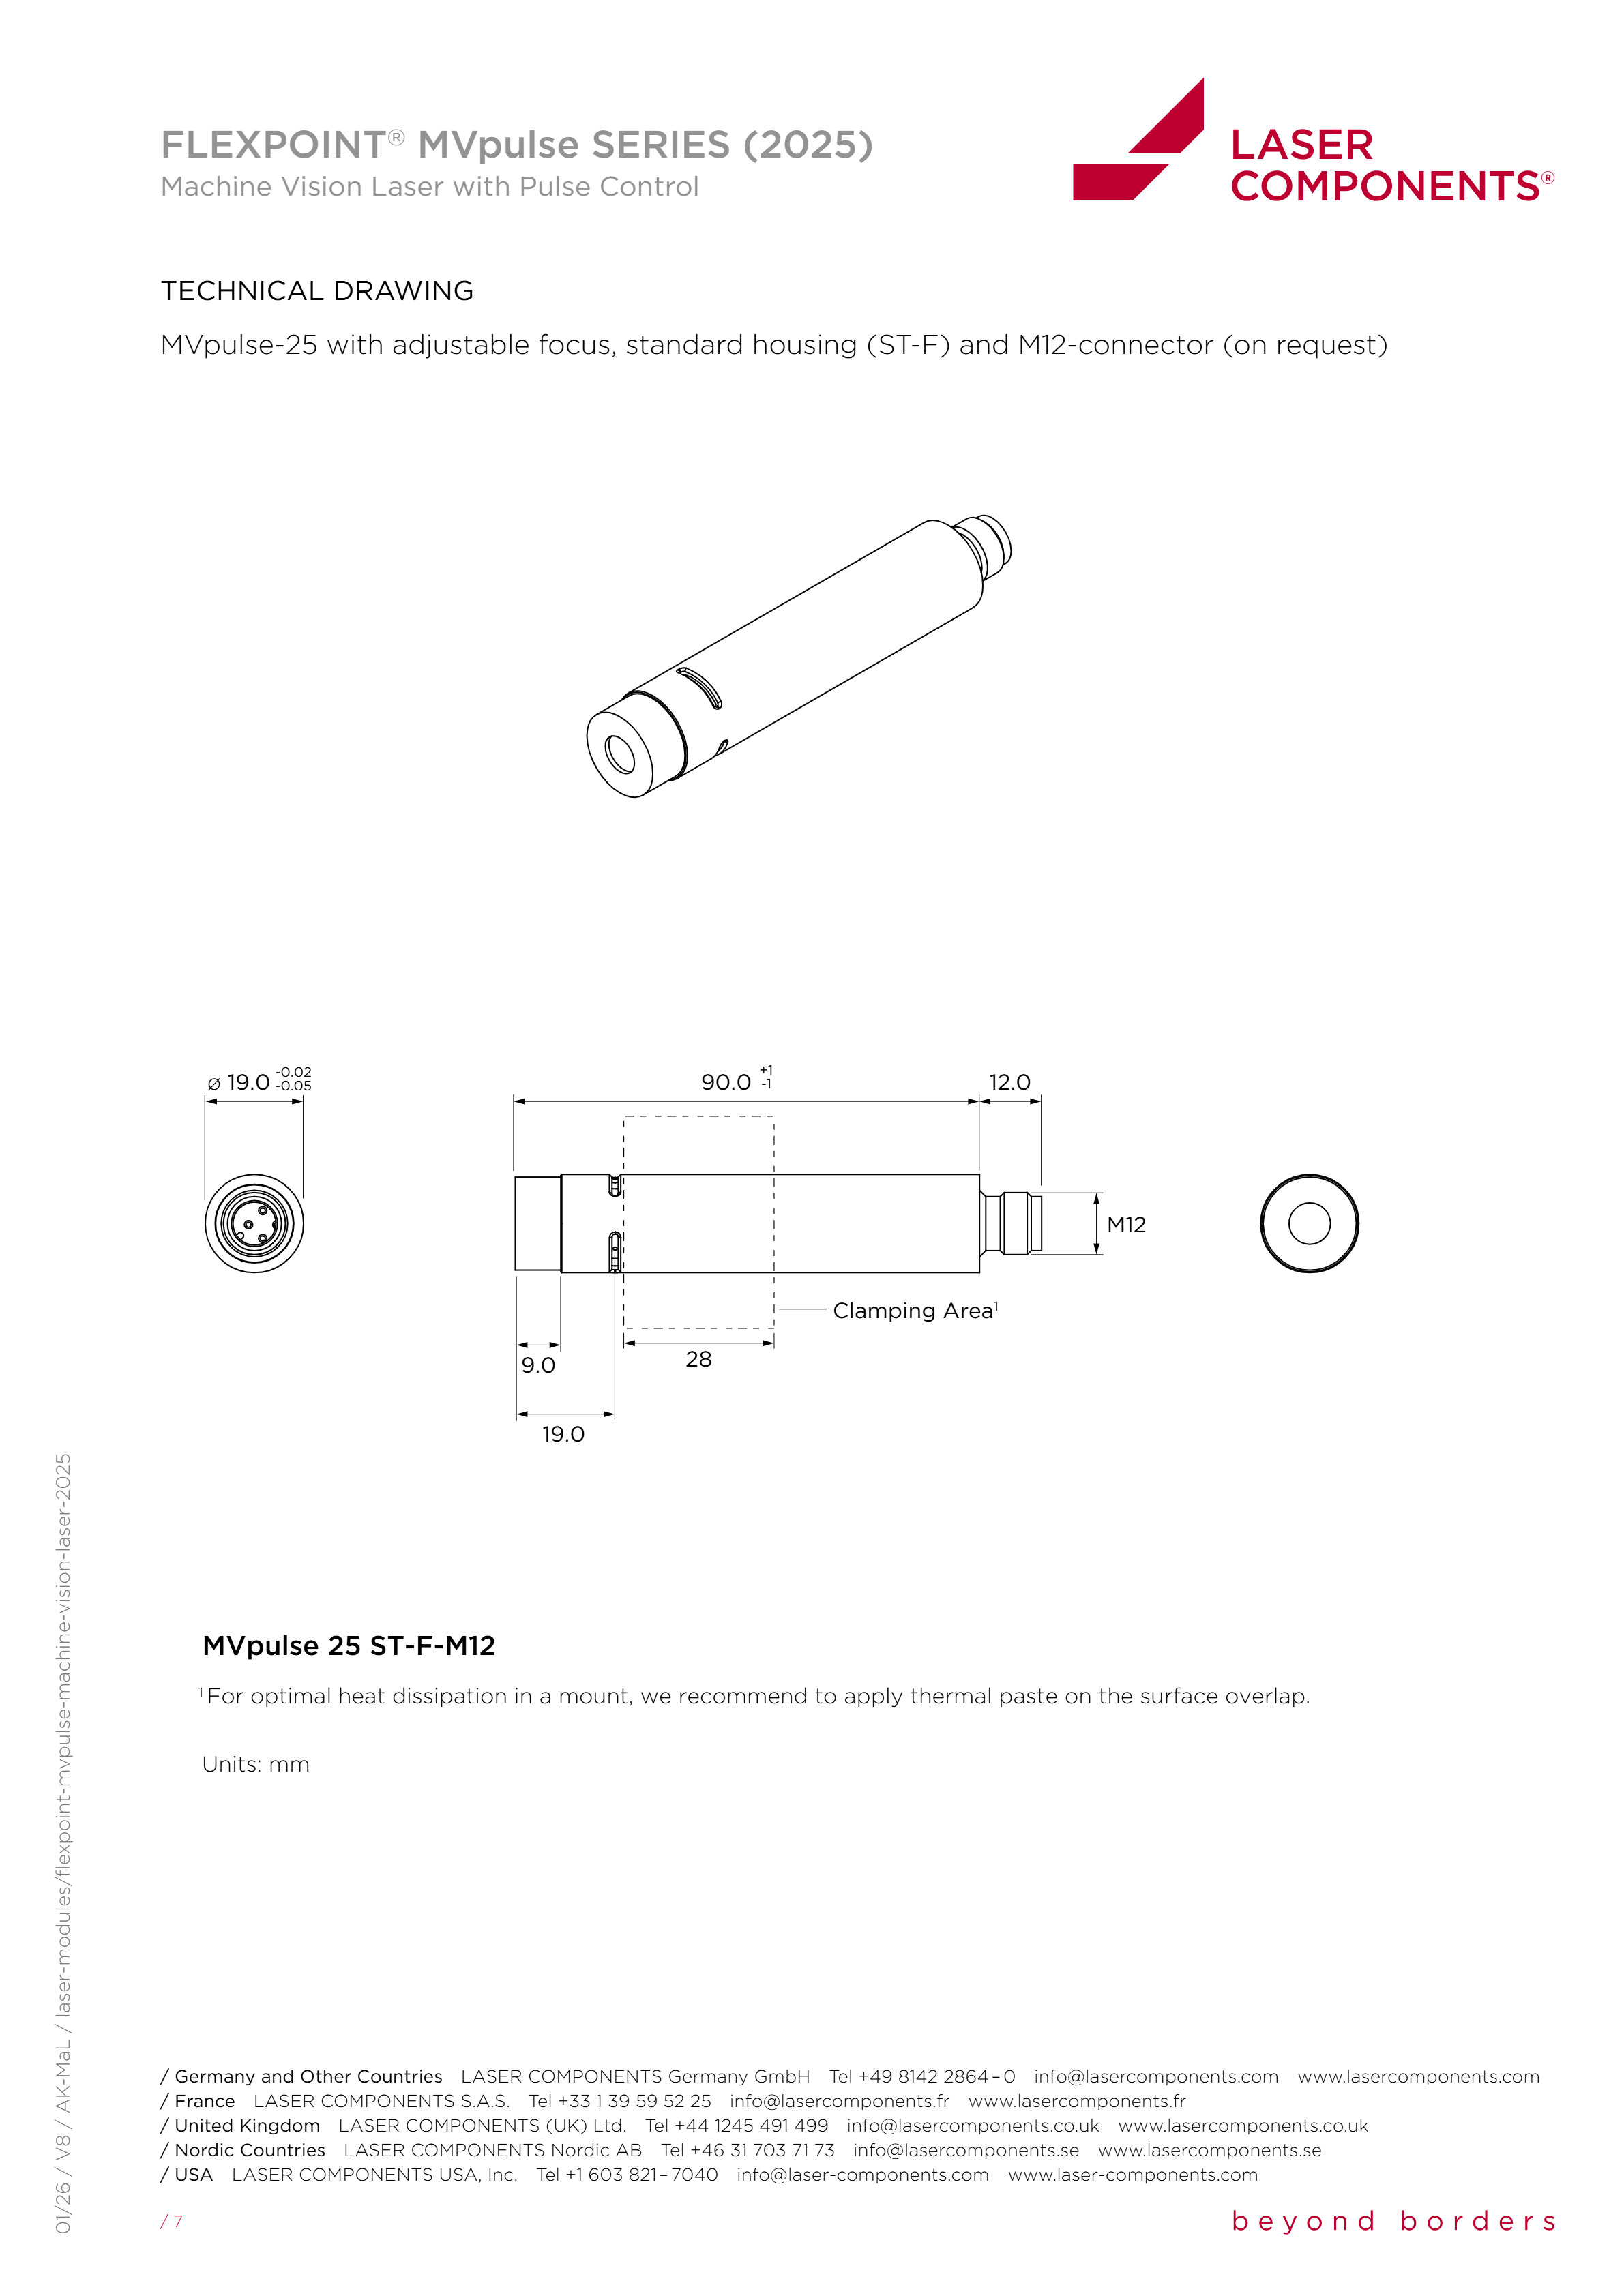 FLEXPOINT® MVpulse SERIES (2025)
Machine Vision Laser with Pulse Control
LASER
COMPONENTS®
TECHNICAL DRAWING
MVpulse-25 with adjustable focus, standard housing (ST-F) and M12-connector (on request)
⌀ 19.0 -0.02 -0.05
90.0 +1 -1
12.0
M12
Clamping Area¹
9.0
28
19.0
MVpulse 25 ST-F-M12
¹ For optimal heat dissipation in a mount, we recommend to apply thermal paste on the surface overlap.
Units: mm
01/26 / V8 / AK-MaL / laser-modules/flexpoint-mvpulse-machine-vision-laser-2025
/ Germany and Other Countries LASER COMPONENTS Germany GmbH Tel +49 8142 2864 – 0 info@lasercomponents.com www.lasercomponents.com
/ France LASER COMPONENTS S.A.S. Tel +33 1 39 59 52 25 info@lasercomponents.fr www.lasercomponents.fr
/ United Kingdom LASER COMPONENTS (UK) Ltd. Tel +44 1245 491 499 info@lasercomponents.co.uk www.lasercomponents.co.uk
/ Nordic Countries LASER COMPONENTS Nordic AB Tel +46 31 703 71 73 info@lasercomponents.se www.lasercomponents.se
/ USA LASER COMPONENTS USA, Inc. Tel +1 603 821 – 7040 info@laser-components.com www.laser-components.com
/ 7
beyond borders